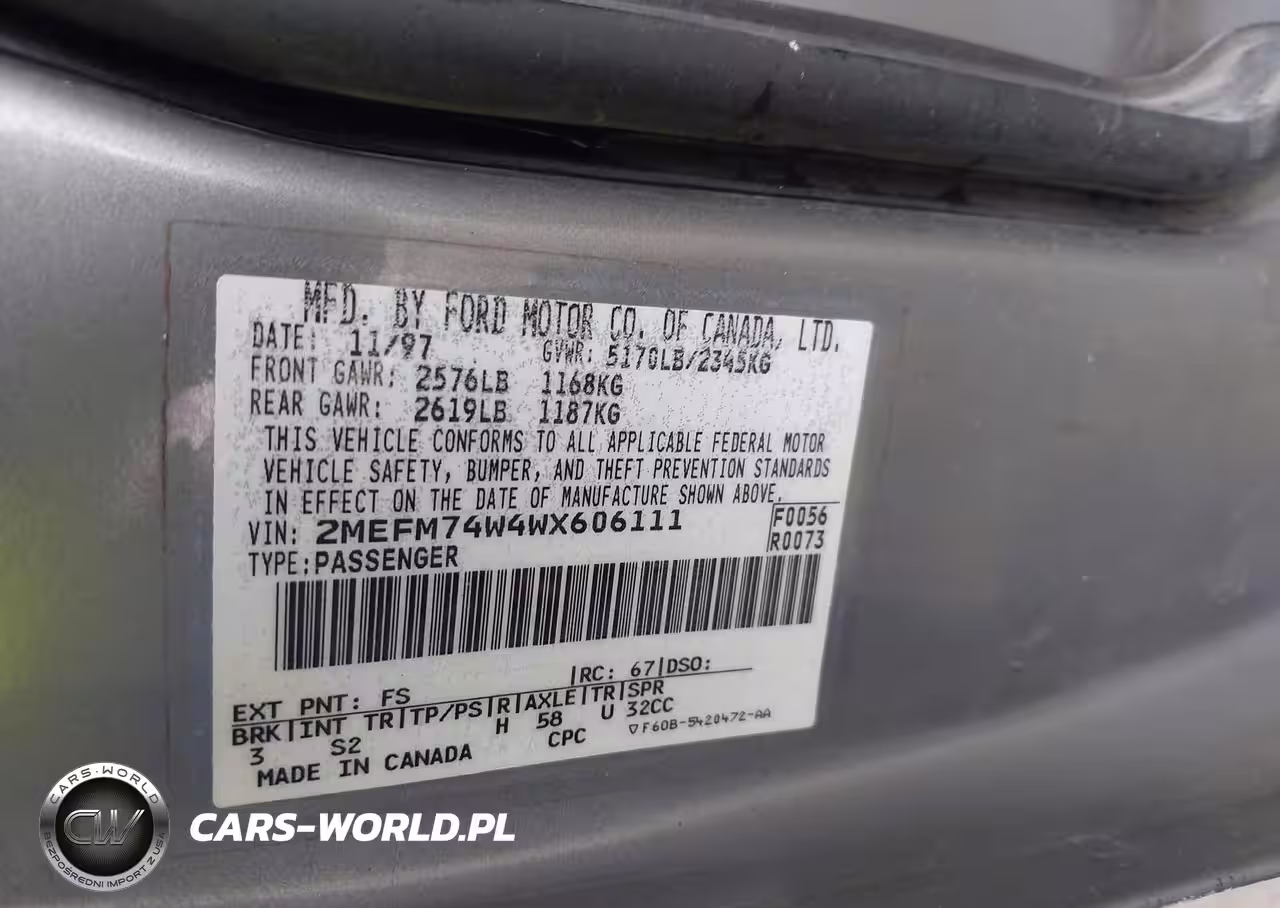 MFD. BY FORD MOTOR CO. OF CANADA, LTD.
DATE: 11/97 GVWR: 5170LB/2345KG
FRONT GAWR: 2576LB 1168KG
REAR GAWR: 2619LB 1187KG
THIS VEHICLE CONFORMS TO ALL APPLICABLE FEDERAL MOTOR
VEHICLE SAFETY, BUMPER, AND THEFT PREVENTION STANDARDS
IN EFFECT ON THE DATE OF MANUFACTURE SHOWN ABOVE.
VIN: 2MEFM74W4WX606111 F0056
TYPE: PASSENGER R0073
EXT PNT: FS RC: 67 DSO:
BRK INT TR TP/PS R AXLE TR SPR
3 S2 H 58 U 32CC
MADE IN CANADA CPC ▽F60B-5420472-AA
CARS-WORLD
CW
BEZPOŚREDNI IMPORT Z USA
CARS-WORLD.PL